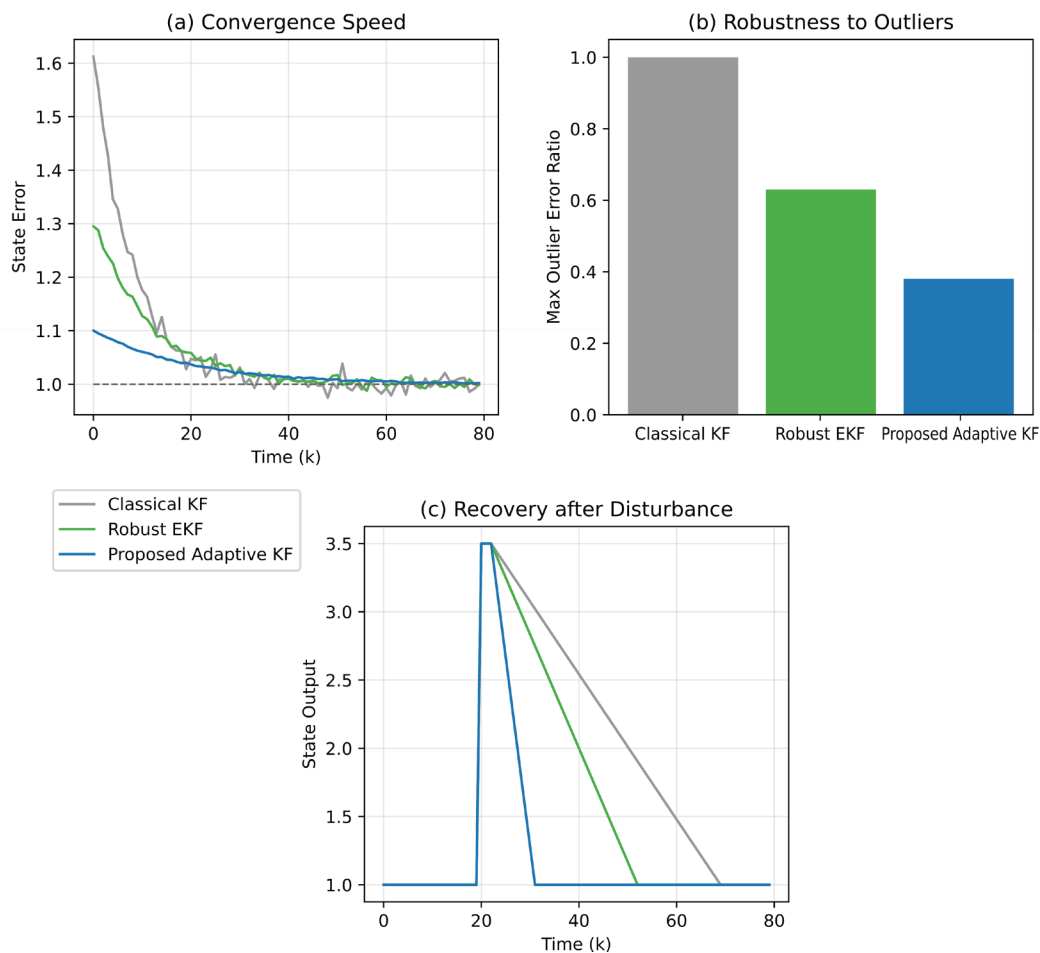 (a) Convergence Speed
State Error
1.6
1.5
1.4
1.3
1.2
1.1
1.0
0 20 40 60 80
Time (k)
(b) Robustness to Outliers
Max Outlier Error Ratio
1.0
0.8
0.6
0.4
0.2
0.0
Classical KF Robust EKF Proposed Adaptive KF
Classical KF
Robust EKF
Proposed Adaptive KF
(c) Recovery after Disturbance
State Output
3.5
3.0
2.5
2.0
1.5
1.0
0 20 40 60 80
Time (k)